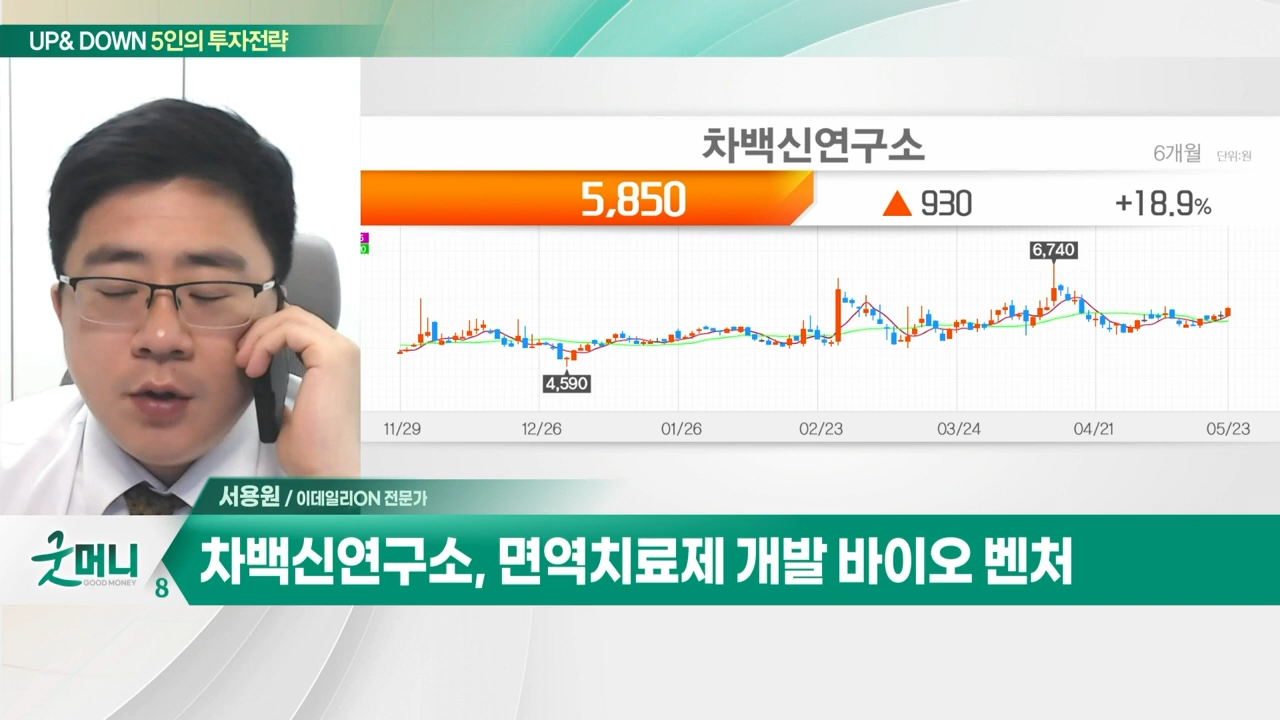 UP& DOWN 5인의 투자전략
차백신연구소
6개월 단위:원
5,850 ▲ 930 +18.9%
6,740
4,590
11/29 12/26 01/26 02/23 03/24 04/21 05/23
서용원 / 이데일리ON 전문가
굿머니
GOOD MONEY
8
차백신연구소, 면역치료제 개발 바이오 벤처